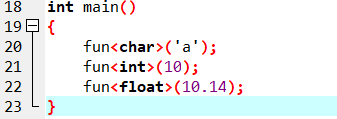 18 int main()
19 {
20 fun<char>('a');
21 fun<int>(10);
22 fun<float>(10.14);
23 }